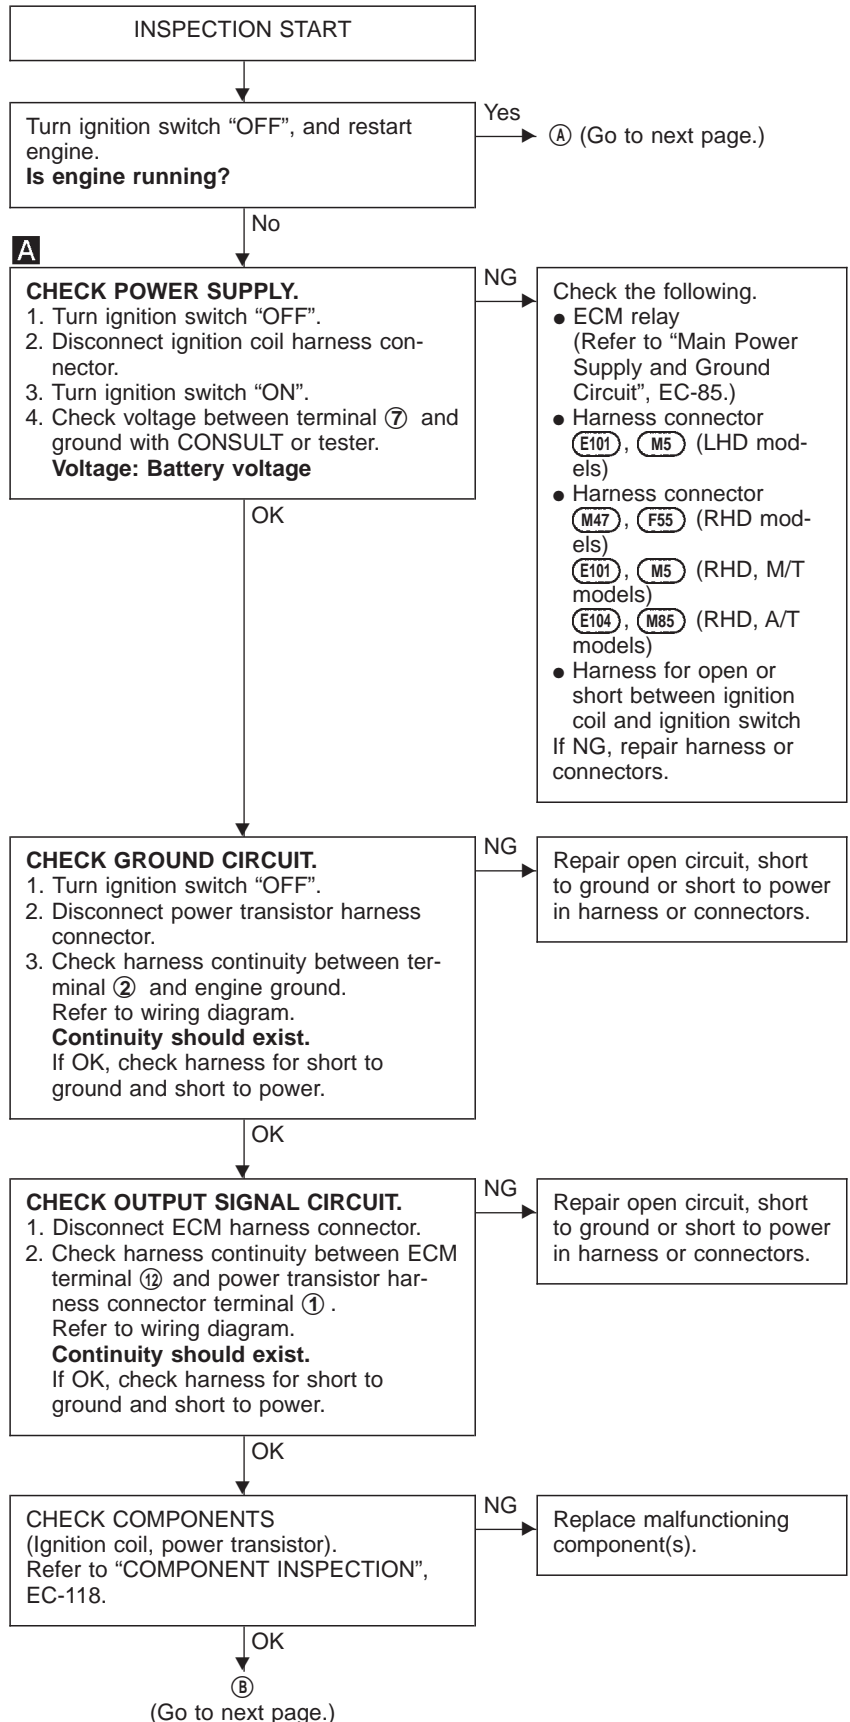 INSPECTION START
Turn ignition switch “OFF”, and restart
engine.
Is engine running?
Yes
Ⓐ (Go to next page.)
No
A
CHECK POWER SUPPLY.
1. Turn ignition switch “OFF”.
2. Disconnect ignition coil harness con-
nector.
3. Turn ignition switch “ON”.
4. Check voltage between terminal ⑦ and
ground with CONSULT or tester.
Voltage: Battery voltage
NG
Check the following.
● ECM relay
(Refer to “Main Power
Supply and Ground
Circuit”, EC-85.)
● Harness connector
E101, M5 (LHD mod-
els)
● Harness connector
M47, F55 (RHD mod-
els)
E101, M5 (RHD, M/T
models)
E104, M85 (RHD, A/T
models)
● Harness for open or
short between ignition
coil and ignition switch
If NG, repair harness or
connectors.
OK
CHECK GROUND CIRCUIT.
1. Turn ignition switch “OFF”.
2. Disconnect power transistor harness
connector.
3. Check harness continuity between ter-
minal ② and engine ground.
Refer to wiring diagram.
Continuity should exist.
If OK, check harness for short to
ground and short to power.
NG
Repair open circuit, short
to ground or short to power
in harness or connectors.
OK
CHECK OUTPUT SIGNAL CIRCUIT.
1. Disconnect ECM harness connector.
2. Check harness continuity between ECM
terminal ⑫ and power transistor har-
ness connector terminal ① .
Refer to wiring diagram.
Continuity should exist.
If OK, check harness for short to
ground and short to power.
NG
Repair open circuit, short
to ground or short to power
in harness or connectors.
OK
CHECK COMPONENTS
(Ignition coil, power transistor).
Refer to “COMPONENT INSPECTION”,
EC-118.
NG
Replace malfunctioning
component(s).
OK
Ⓑ
(Go to next page.)